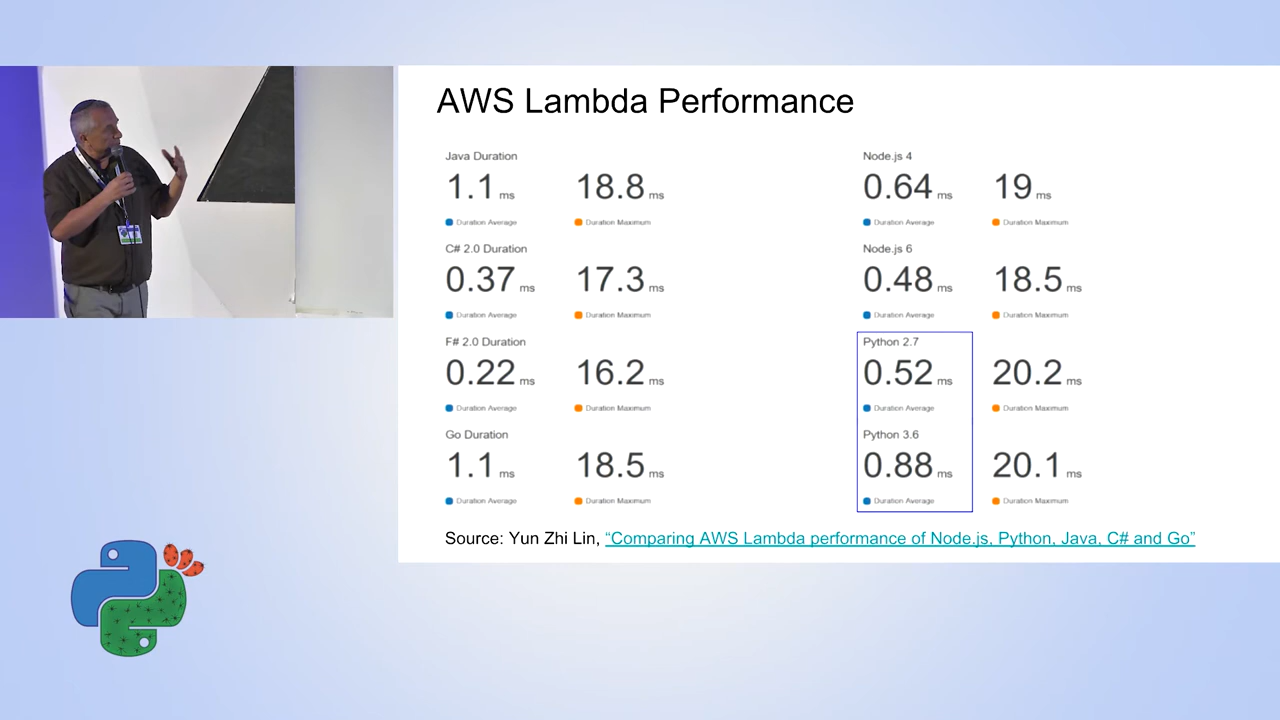 AWS Lambda Performance
Java Duration
1.1 ms 18.8 ms
Duration Average Duration Maximum
C# 2.0 Duration
0.37 ms 17.3 ms
Duration Average Duration Maximum
F# 2.0 Duration
0.22 ms 16.2 ms
Duration Average Duration Maximum
Go Duration
1.1 ms 18.5 ms
Duration Average Duration Maximum
Node.js 4
0.64 ms 19 ms
Duration Average Duration Maximum
Node.js 6
0.48 ms 18.5 ms
Duration Average Duration Maximum
Python 2.7
0.52 ms 20.2 ms
Duration Average Duration Maximum
Python 3.6
0.88 ms 20.1 ms
Duration Average Duration Maximum
Source: Yun Zhi Lin, “Comparing AWS Lambda performance of Node.js, Python, Java, C# and Go”